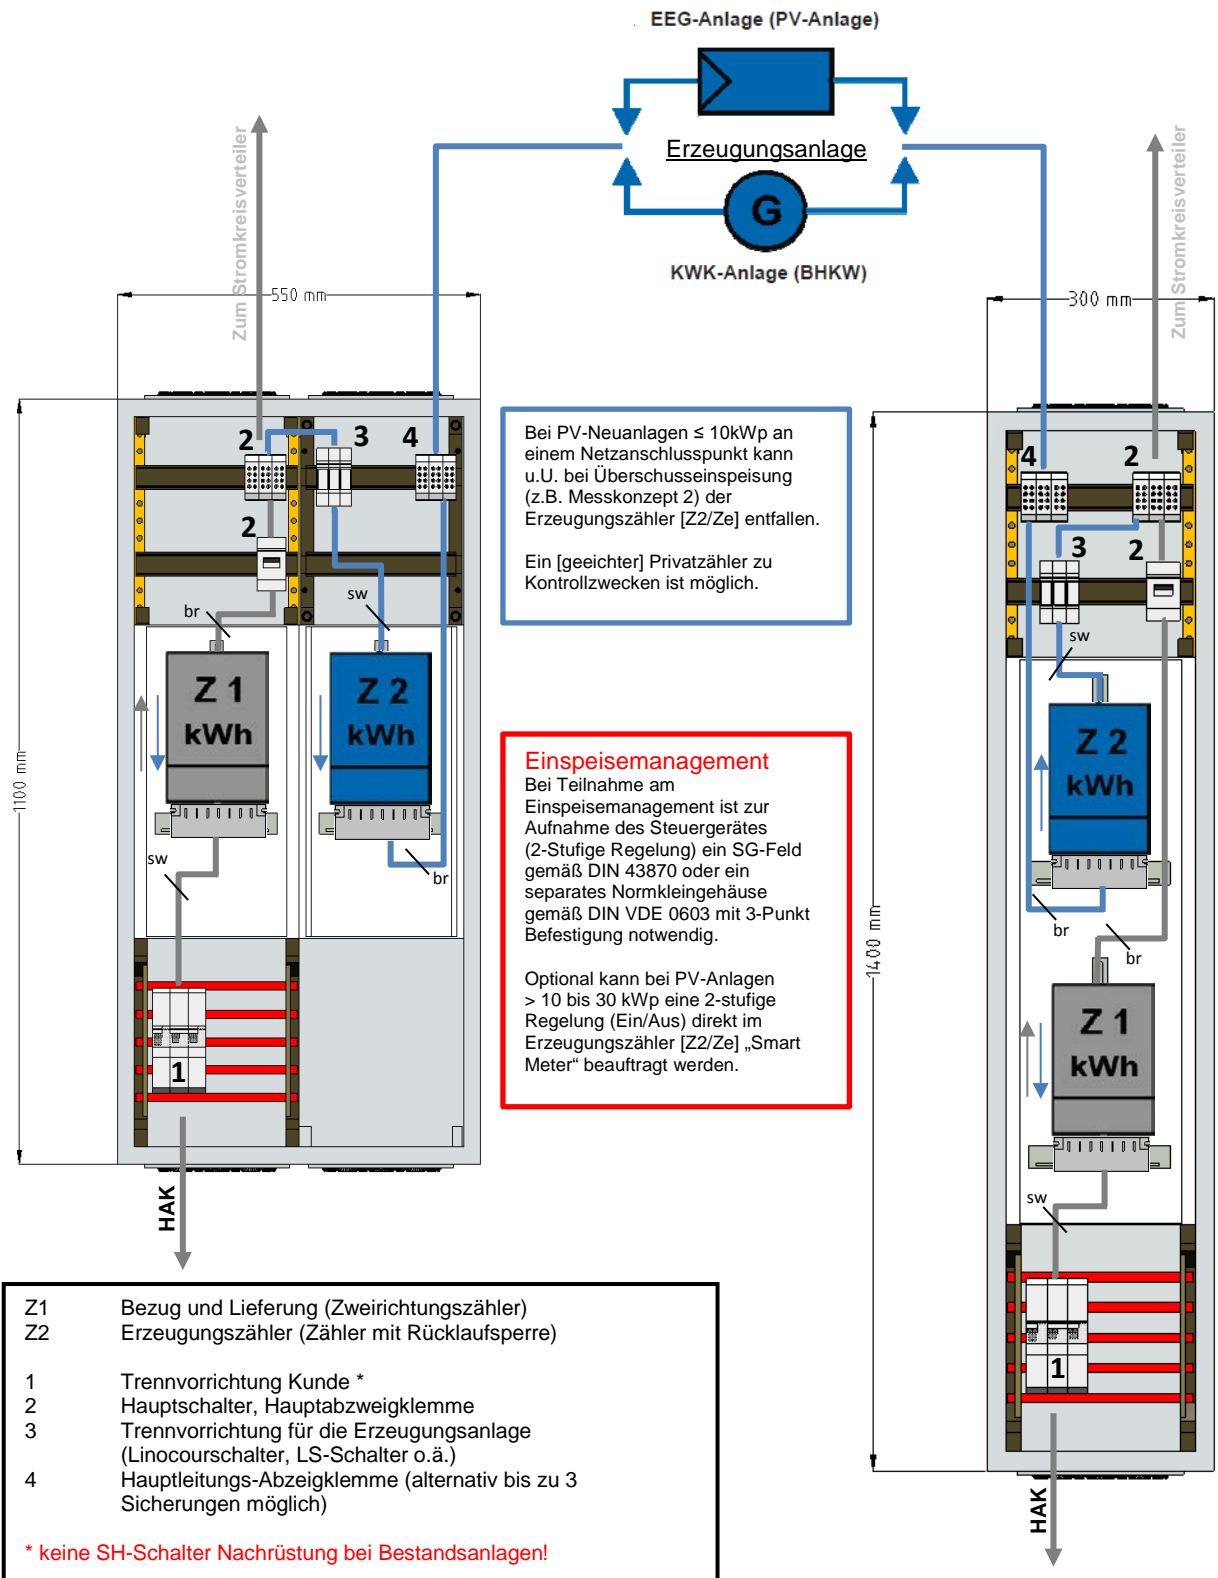 EEG-Anlage (PV-Anlage)
Erzeugungsanlage
G
KWK-Anlage (BHKW)
Zum Stromkreisverteiler
550 mm
1100 mm
2
3
4
2
br
sw
Z 1
kWh
Z 2
kWh
sw
br
1
HAK
Bei PV-Neuanlagen ≤ 10kWp an
einem Netzanschlusspunkt kann
u.U. bei Überschusseinspeisung
(z.B. Messkonzept 2) der
Erzeugungszähler [Z2/Ze] entfallen.
Ein [geeichter] Privatzähler zu
Kontrollzwecken ist möglich.
Einspeisemanagement
Bei Teilnahme am
Einspeisemanagement ist zur
Aufnahme des Steuergerätes
(2-Stufige Regelung) ein SG-Feld
gemäß DIN 43870 oder ein
separates Normkleingehäuse
gemäß DIN VDE 0603 mit 3-Punkt
Befestigung notwendig.
Optional kann bei PV-Anlagen
> 10 bis 30 kWp eine 2-stufige
Regelung (Ein/Aus) direkt im
Erzeugungszähler [Z2/Ze] „Smart
Meter“ beauftragt werden.
Zum Stromkreisverteiler
300 mm
1400 mm
4
2
3
2
sw
Z 2
kWh
br
br
Z 1
kWh
sw
1
HAK
Z1 Bezug und Lieferung (Zweirichtungszähler)
Z2 Erzeugungszähler (Zähler mit Rücklaufsperre)
1 Trennvorrichtung Kunde *
2 Hauptschalter, Hauptabzweigklemme
3 Trennvorrichtung für die Erzeugungsanlage
(Linocourschalter, LS-Schalter o.ä.)
4 Hauptleitungs-Abzeigklemme (alternativ bis zu 3
Sicherungen möglich)
* keine SH-Schalter Nachrüstung bei Bestandsanlagen!